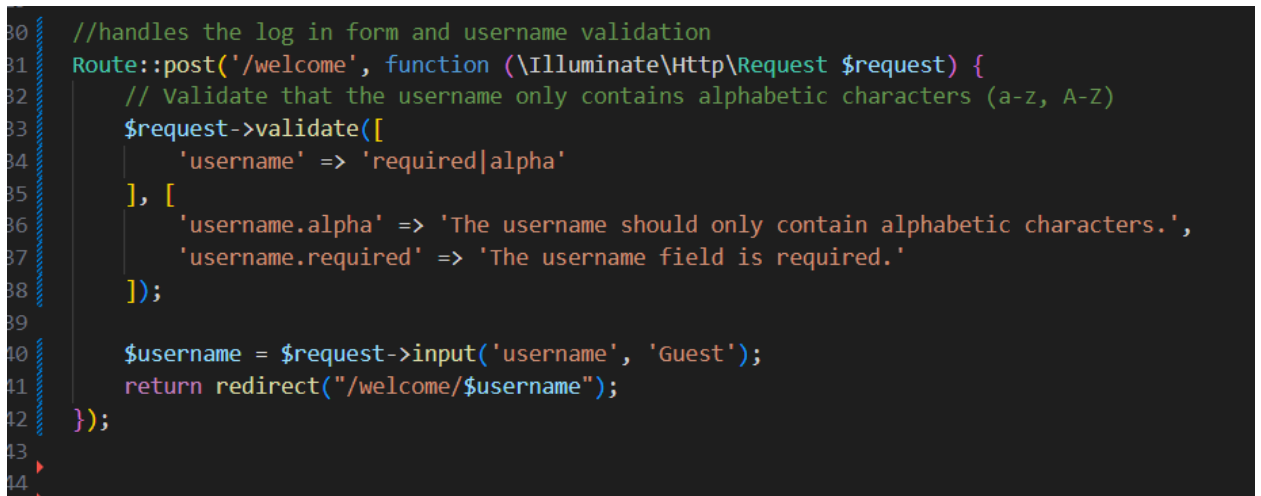 30 //handles the log in form and username validation
31 Route::post('/welcome', function (\Illuminate\Http\Request $request) {
32     // Validate that the username only contains alphabetic characters (a-z, A-Z)
33     $request->validate([
34         'username' => 'required|alpha'
35     ], [
36         'username.alpha' => 'The username should only contain alphabetic characters.',
37         'username.required' => 'The username field is required.'
38     ]);
39
40     $username = $request->input('username', 'Guest');
41     return redirect("/welcome/$username");
42 });
43
44